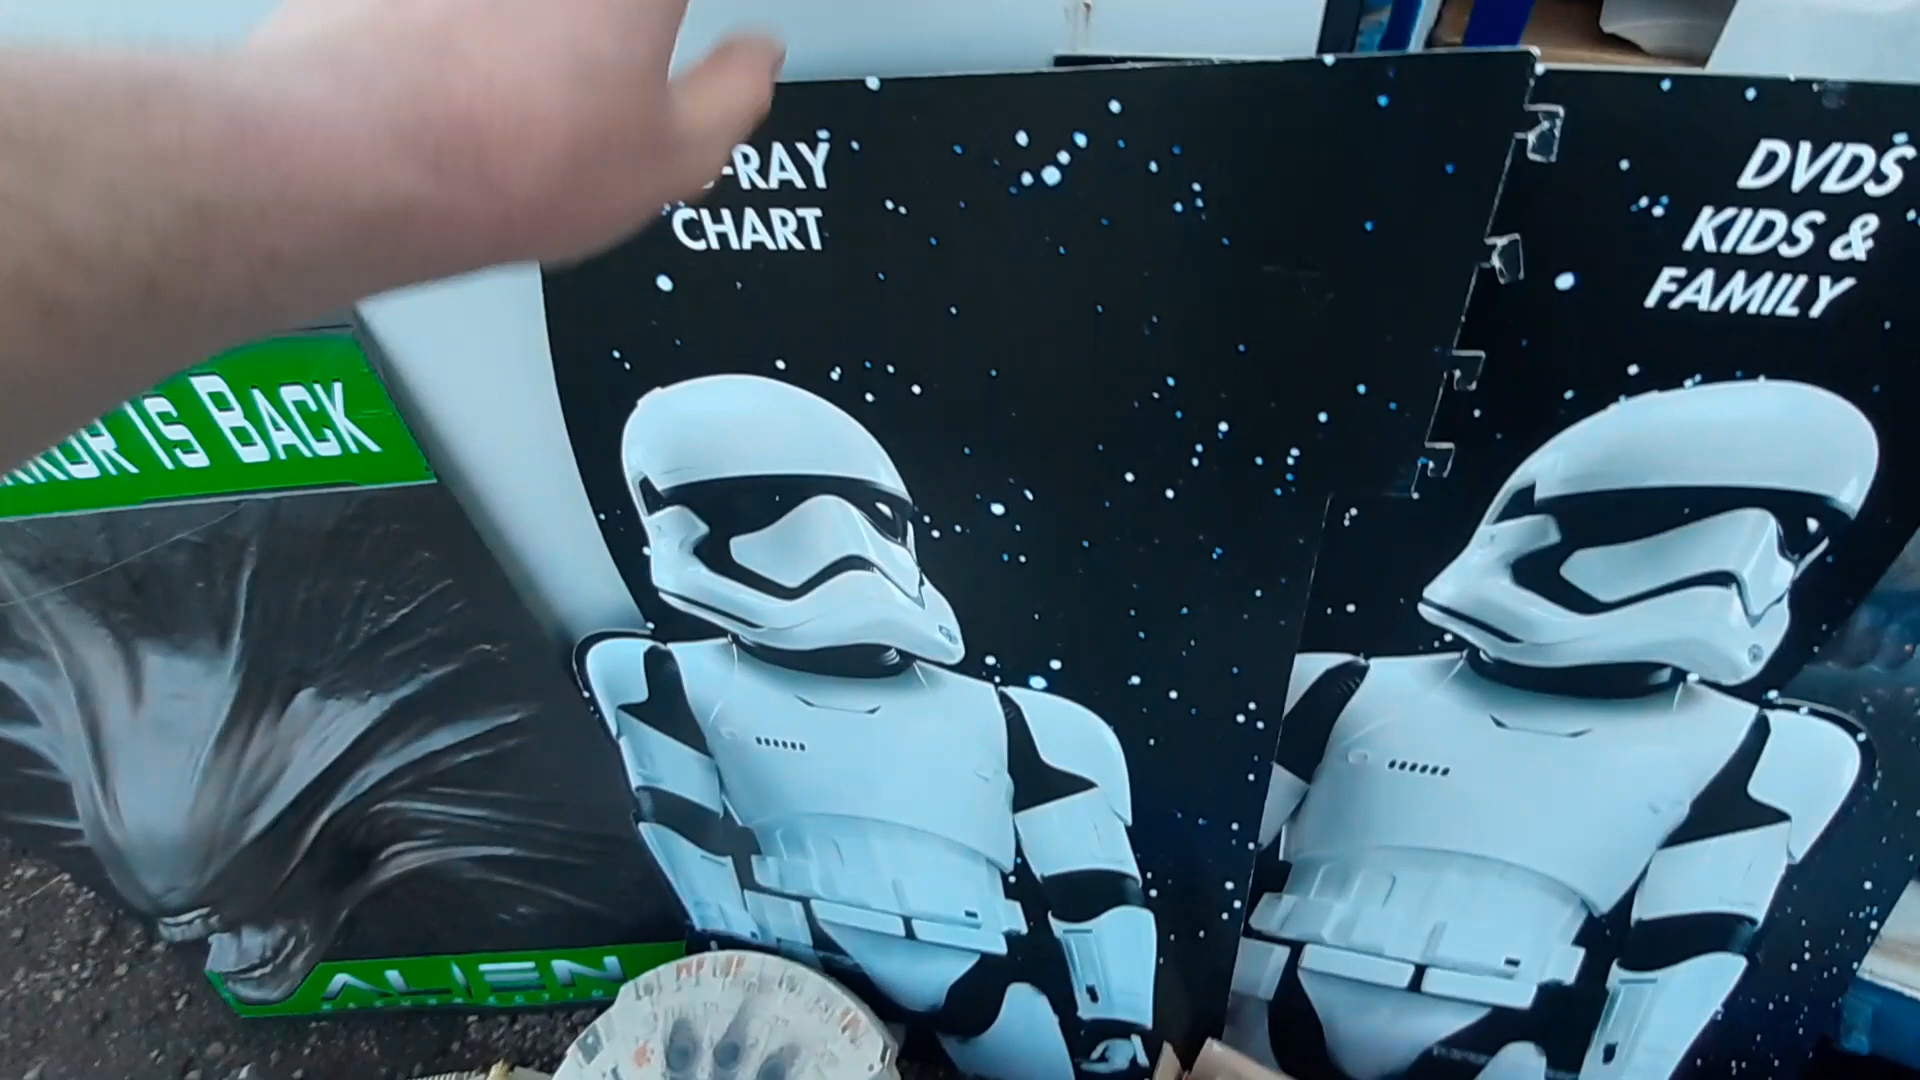 IS BACK
ALIEN
-RAY
CHART
DVDS
KIDS &
FAMILY